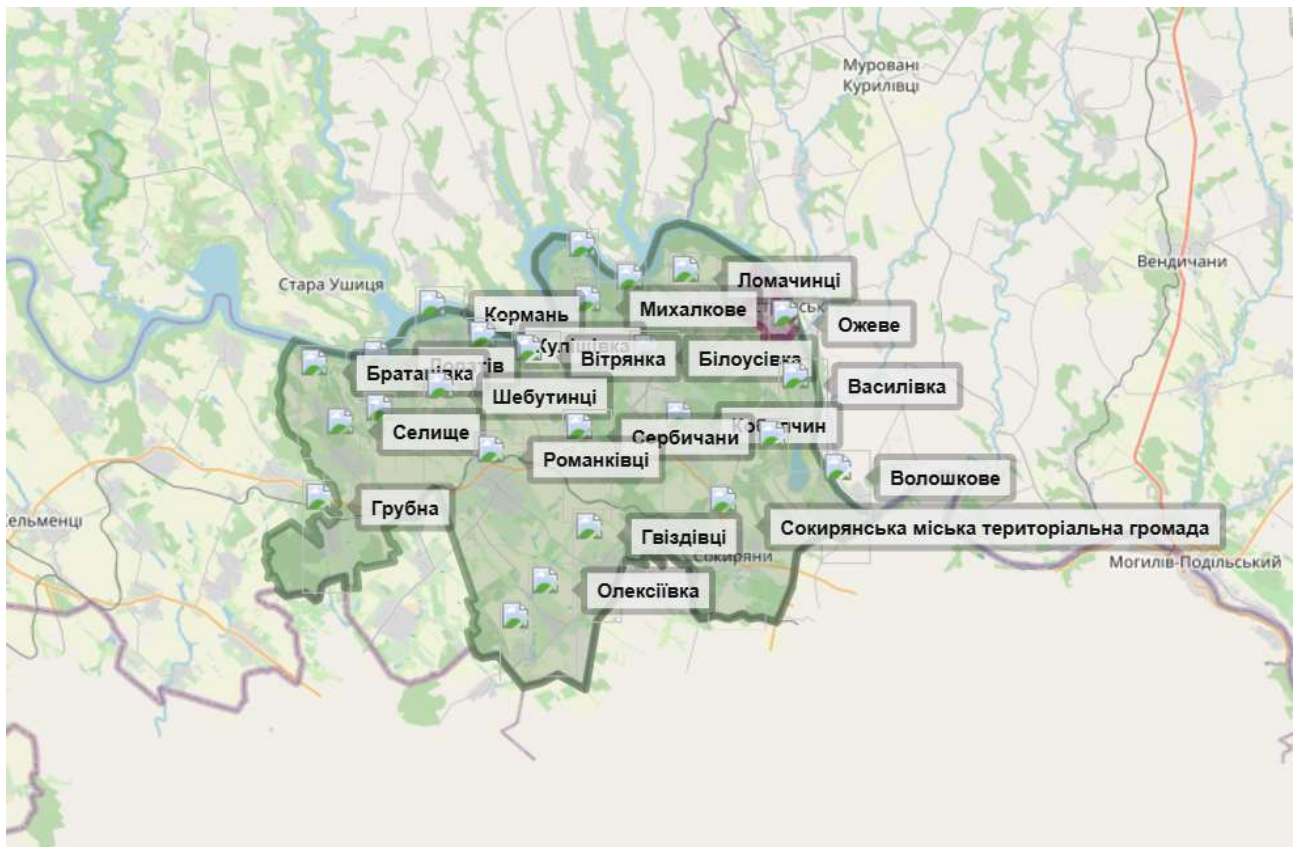 Муровані
Курилівці
Вендичани
Стара Ушиця
Ломачинці
Михалкове
Кормань
Ожеве
Вітрянка
Білоусівка
Братанівка
Василівка
Шебутинці
Селище
Сербичани
Романківці
Волошкове
Грубна
Сокирянська міська територіальна громада
Гвіздівці
Сокиряни
Могилів-Подільський
Олексіївка